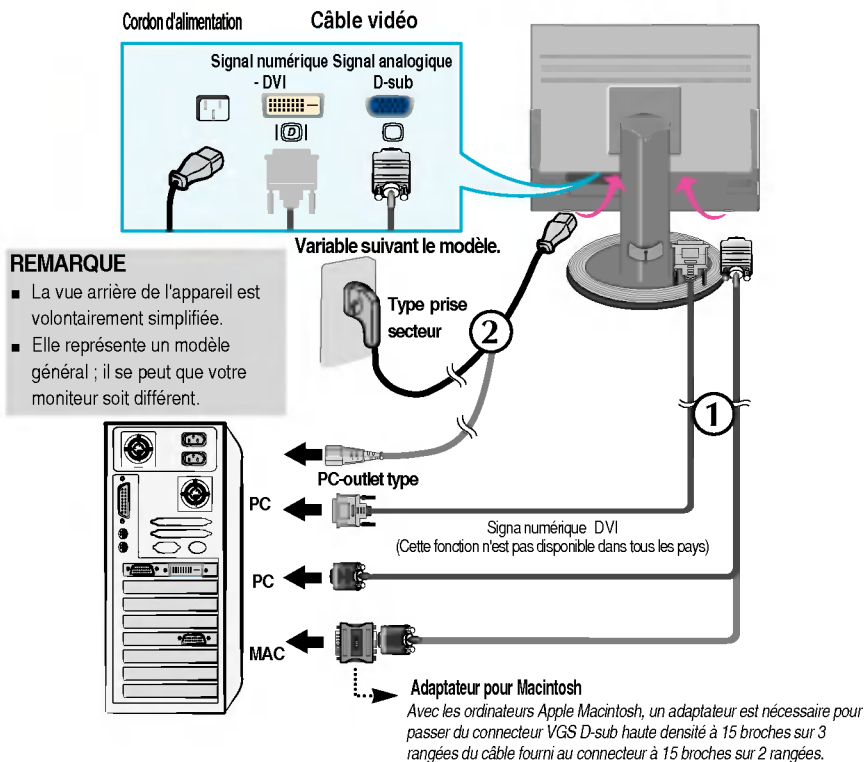 Cordon d'alimentation
Câble vidéo
Signal numérique
- DVI
Signal analogique
D-sub
Variable suivant le modèle.
REMARQUE
■ La vue arrière de l'appareil est
volontairement simplifiée.
■ Elle représente un modèle
général ; il se peut que votre
moniteur soit différent.
Type prise
secteur
2
1
PC-outlet type
PC
Signa numérique DVI
(Cette fonction n'est pas disponible dans tous les pays)
PC
MAC
Adaptateur pour Macintosh
Avec les ordinateurs Apple Macintosh, un adaptateur est nécessaire pour
passer du connecteur VGS D-sub haute densité à 15 broches sur 3
rangées du câble fourni au connecteur à 15 broches sur 2 rangées.